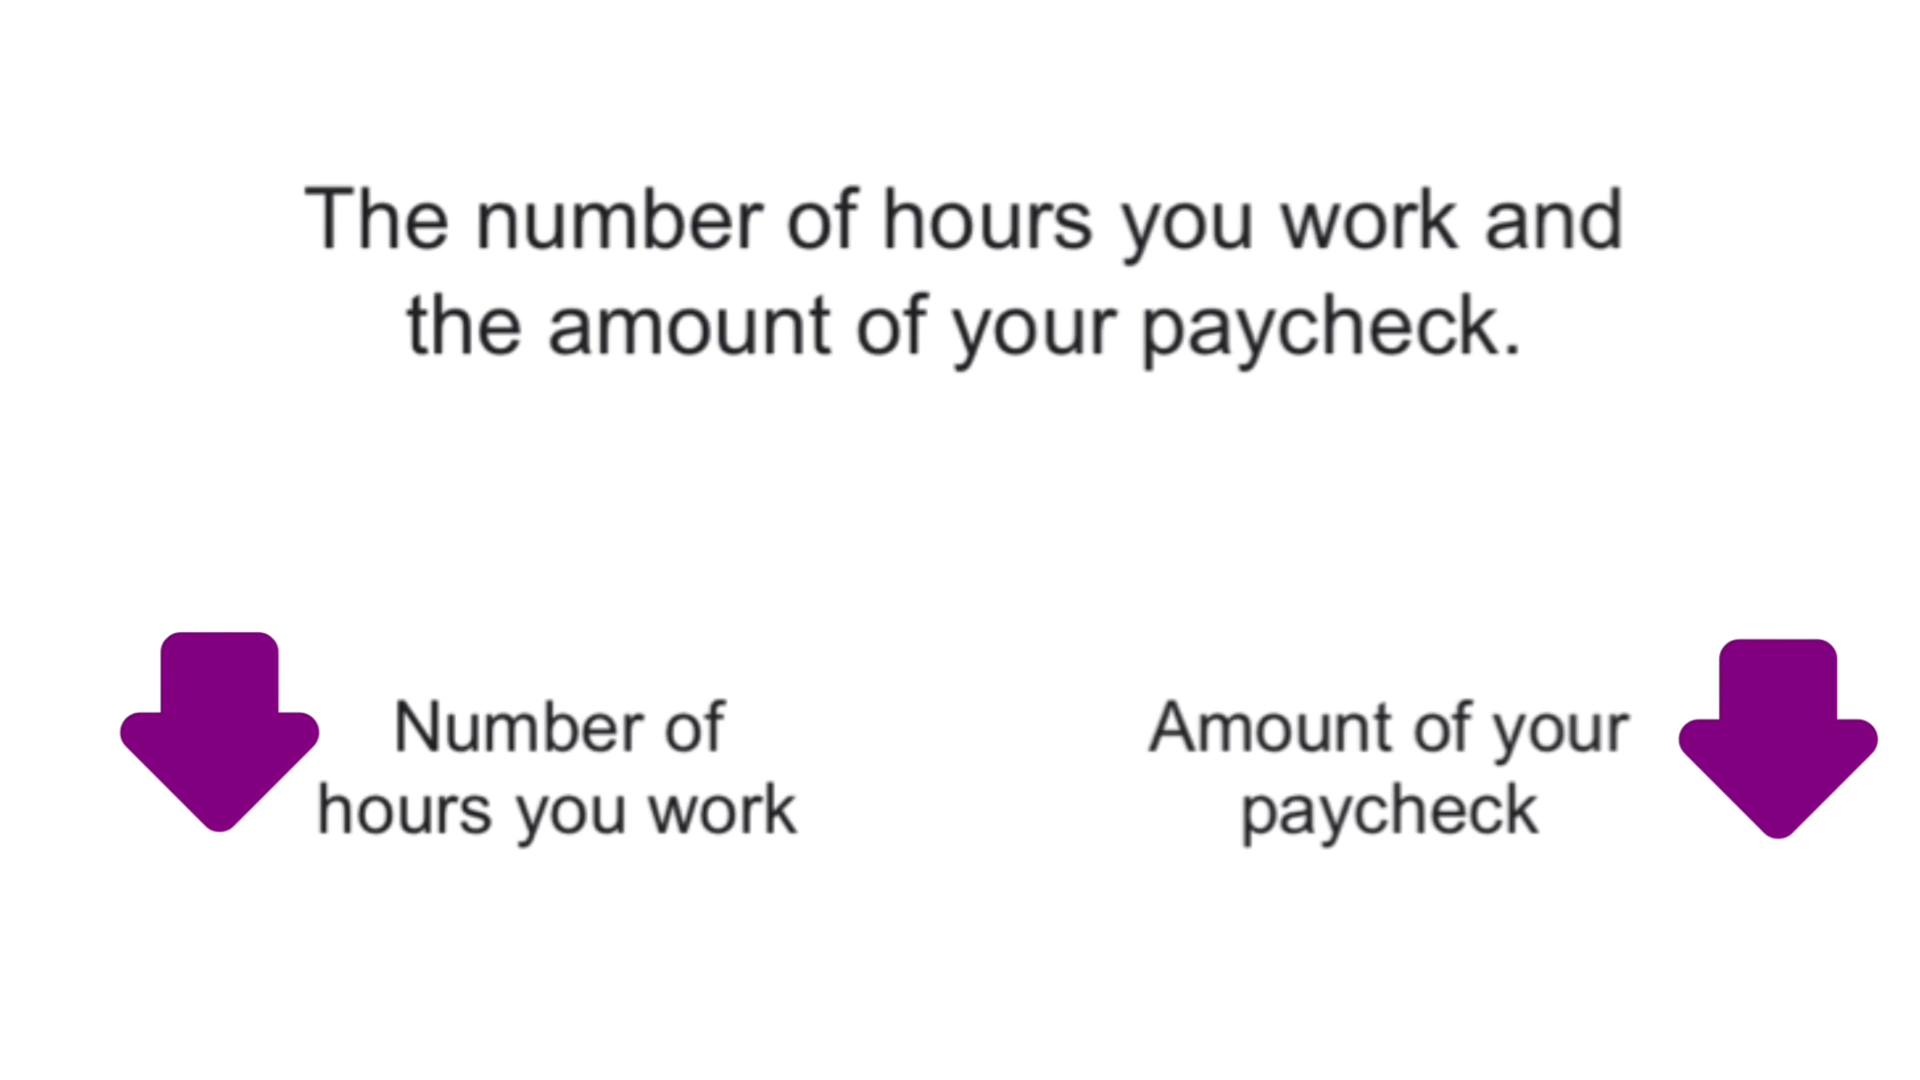 The number of hours you work and
the amount of your paycheck.
Number of
hours you work
Amount of your
paycheck